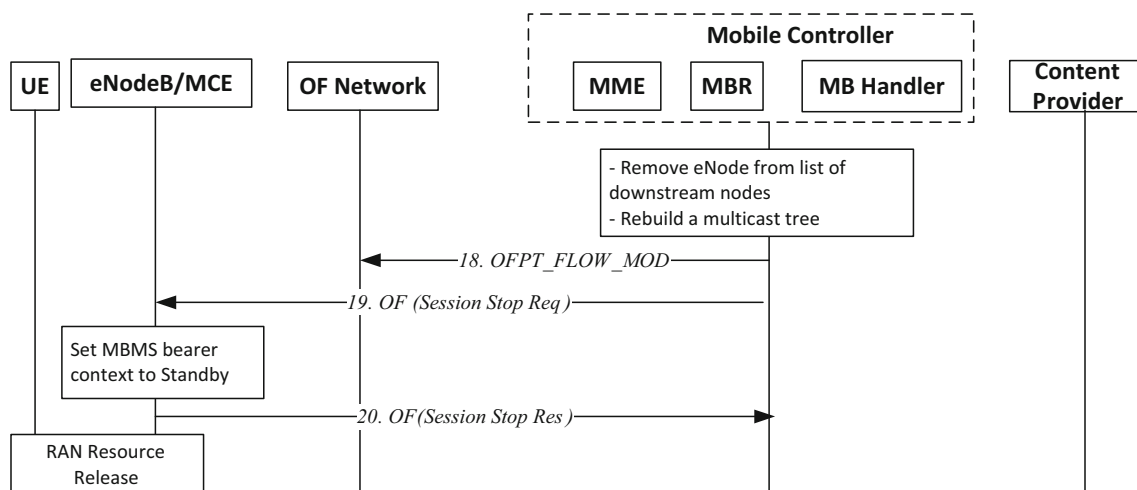 Mobile Controller
UE
eNodeB/MCE
OF Network
MME
MBR
MB Handler
Content
Provider
- Remove eNode from list of
downstream nodes
- Rebuild a multicast tree
18. OFPT_FLOW_MOD
19. OF (Session Stop Req)
Set MBMS bearer
context to Standby
20. OF(Session Stop Res)
RAN Resource
Release